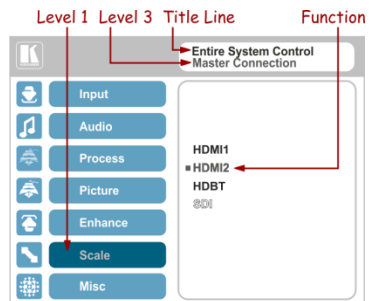 Level 1 Level 3 Title Line Function
Entire System Control
Master Connection
Input
Audio
Process
Picture
Enhance
Scale
Misc
HDMI1
HDMI2
HDBT
SDI